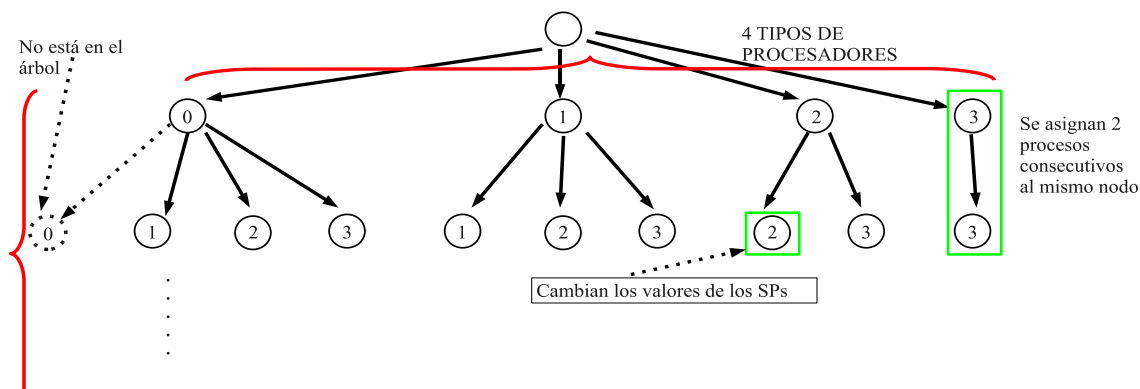 4 TIPOS DE
PROCESADORES
No está en el
árbol
0
1
2
3
Se asignan 2
procesos
consecutivos
al mismo nodo
0
1
2
3
1
2
3
2
3
3
Cambian los valores de los SPs